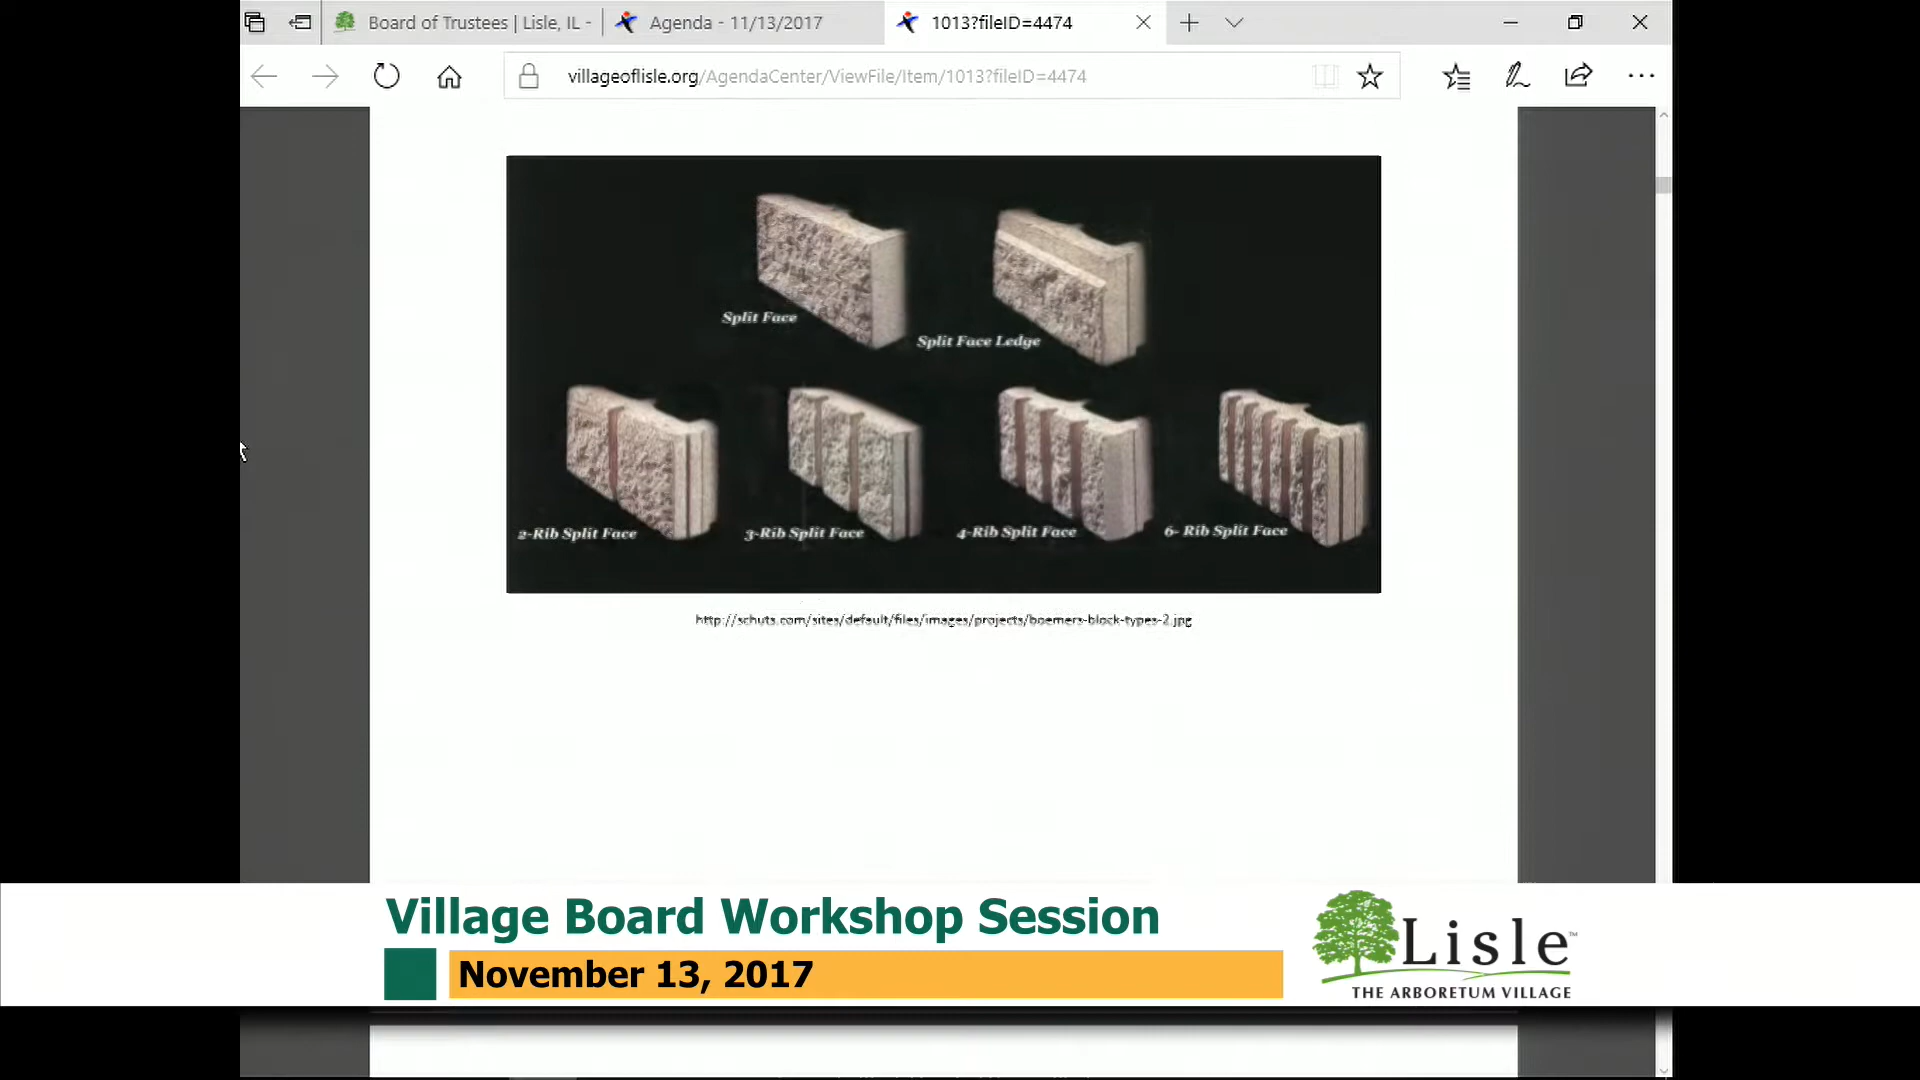 Board of Trustees | Lisle, IL -
Agenda - 11/13/2017
1013?fileID=4474
villageoflisle.org/AgendaCenter/ViewFile/Item/1013?fileID=4474
Split Face
Split Face Ledge
2-Rib Split Face
3-Rib Split Face
4-Rib Split Face
6- Rib Split Face
http://schuts.com/sites/default/files/images/projects/boemers-block-types-2.jpg
Village Board Workshop Session
November 13, 2017
Lisle™
THE ARBORETUM VILLAGE